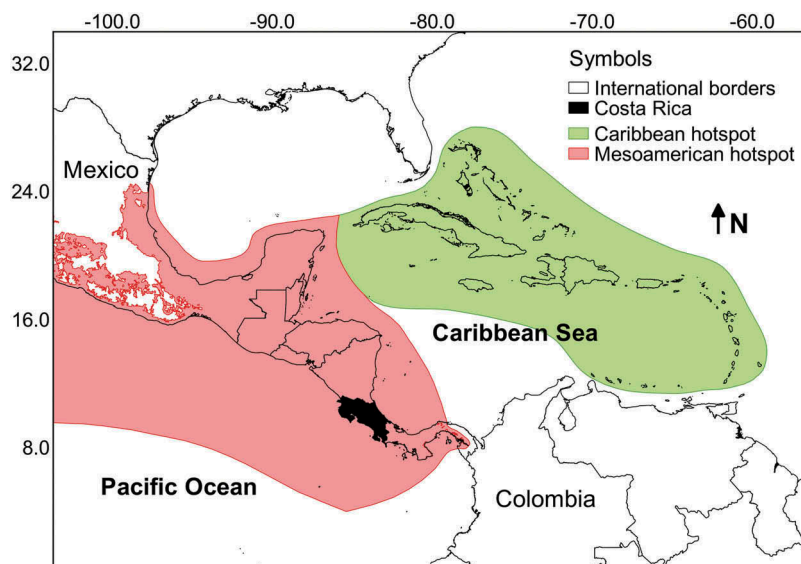 -100.0 -90.0 -80.0 -70.0 -60.0
32.0
24.0
16.0
8.0
Symbols
International borders
Costa Rica
Caribbean hotspot
Mesoamerican hotspot
Mexico
N
Caribbean Sea
Pacific Ocean
Colombia